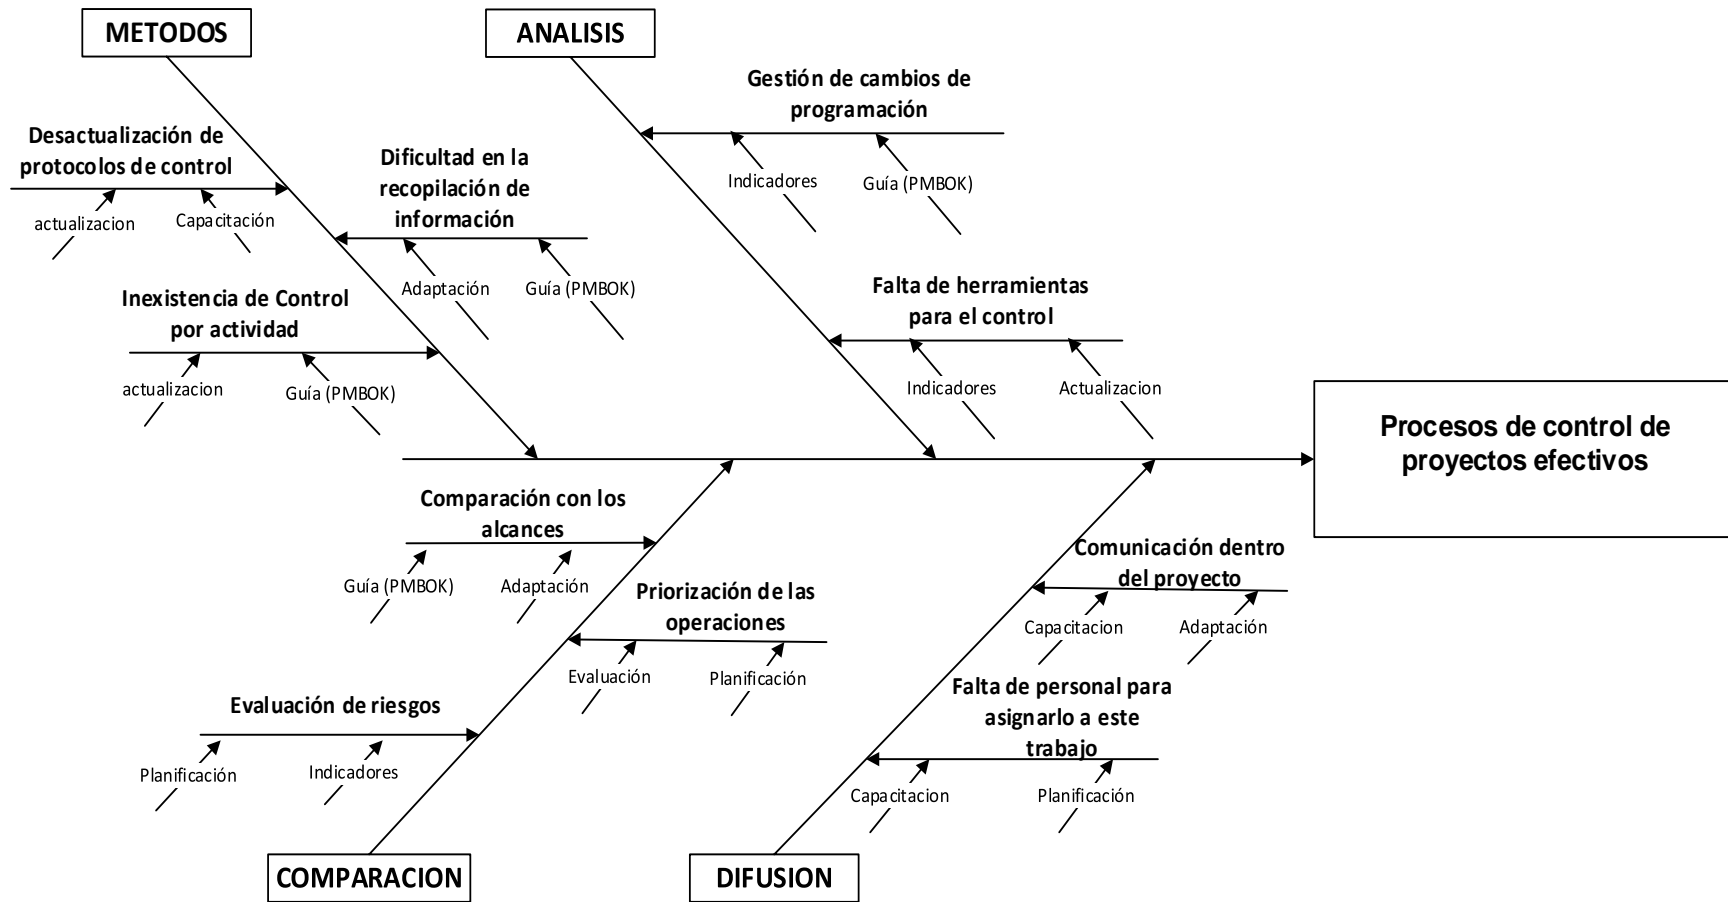 METODOS
ANALISIS
Gestión de cambios de
programación
Indicadores
Guía (PMBOK)
Desactualización de
protocolos de control
actualizacion
Capacitación
Dificultad en la
recopilación de
información
Adaptación
Guía (PMBOK)
Inexistencia de Control
por actividad
actualizacion
Guía (PMBOK)
Falta de herramientas
para el control
Indicadores
Actualizacion
Procesos de control de
proyectos efectivos
Comparación con los
alcances
Guía (PMBOK)
Adaptación
Priorización de las
operaciones
Evaluación
Planificación
Evaluación de riesgos
Planificación
Indicadores
Comunicación dentro
del proyecto
Capacitacion
Adaptación
Falta de personal para
asignarlo a este
trabajo
Capacitacion
Planificación
COMPARACION
DIFUSION